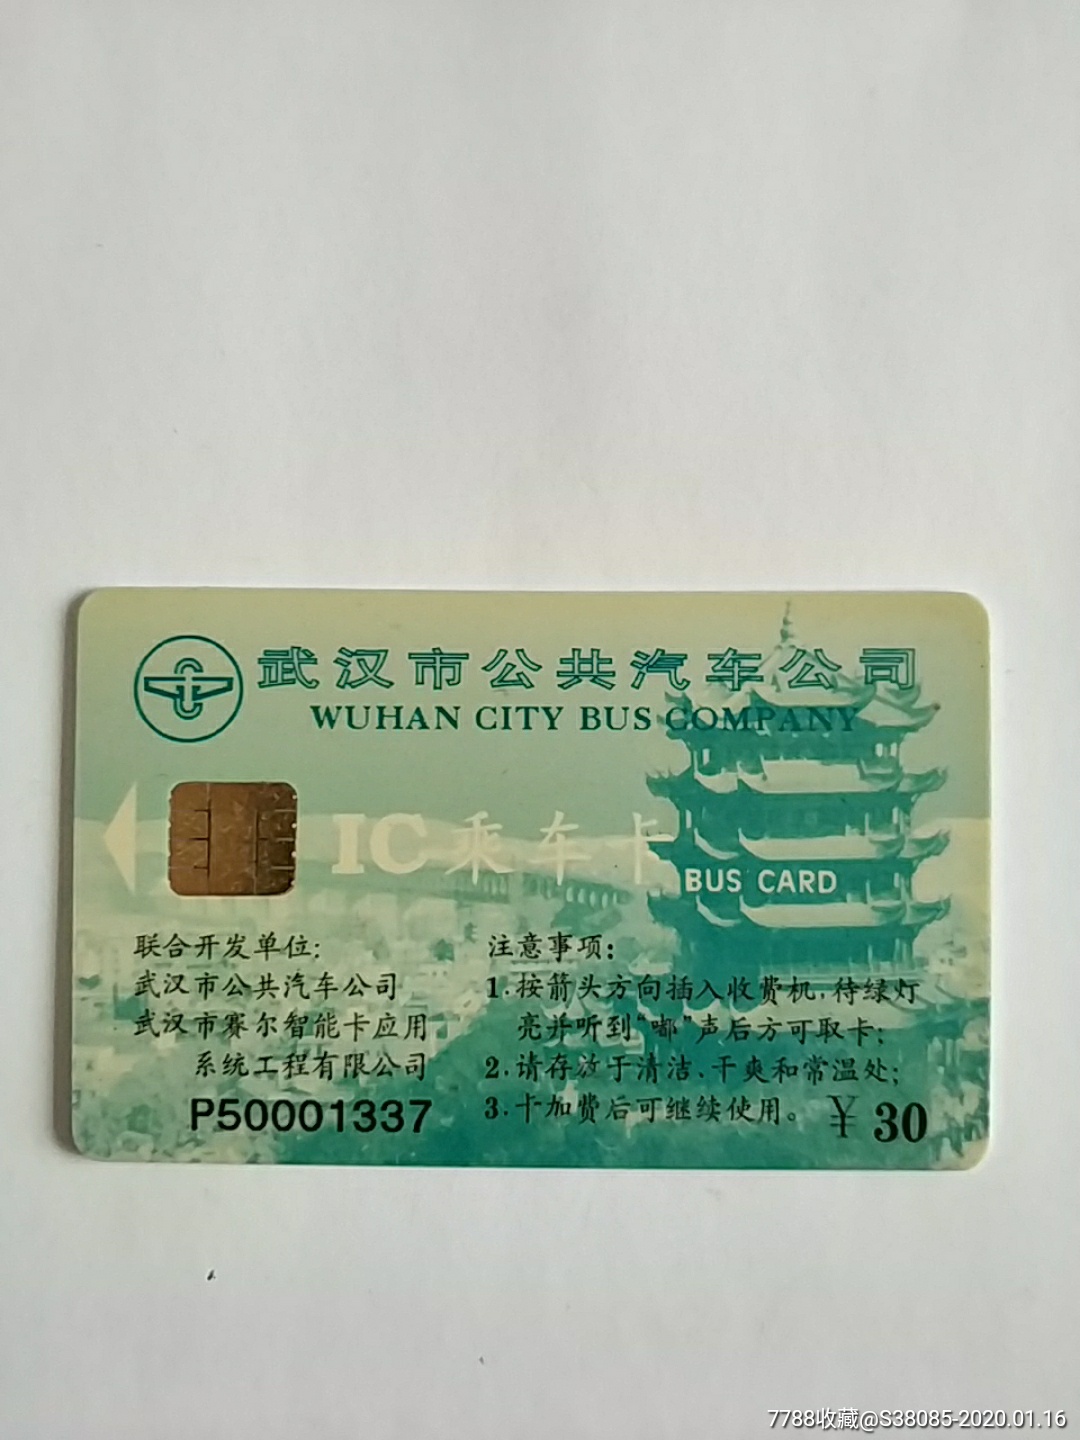 武汉市公共汽车公司
WUHAN CITY BUS COMPANY
IC乘车卡
BUS CARD
联合开发单位:
武汉市公共汽车公司
武汉市赛尔智能卡应用
系统工程有限公司
P50001337
注意事项:
1.按箭头方向插入收费机,待绿灯
亮并听到“嘟”声后方可取卡;
2.请存放于清洁、干爽和常温处;
3.卡加费后可继续使用。
¥30
7788收藏@S38085-2020.01.16